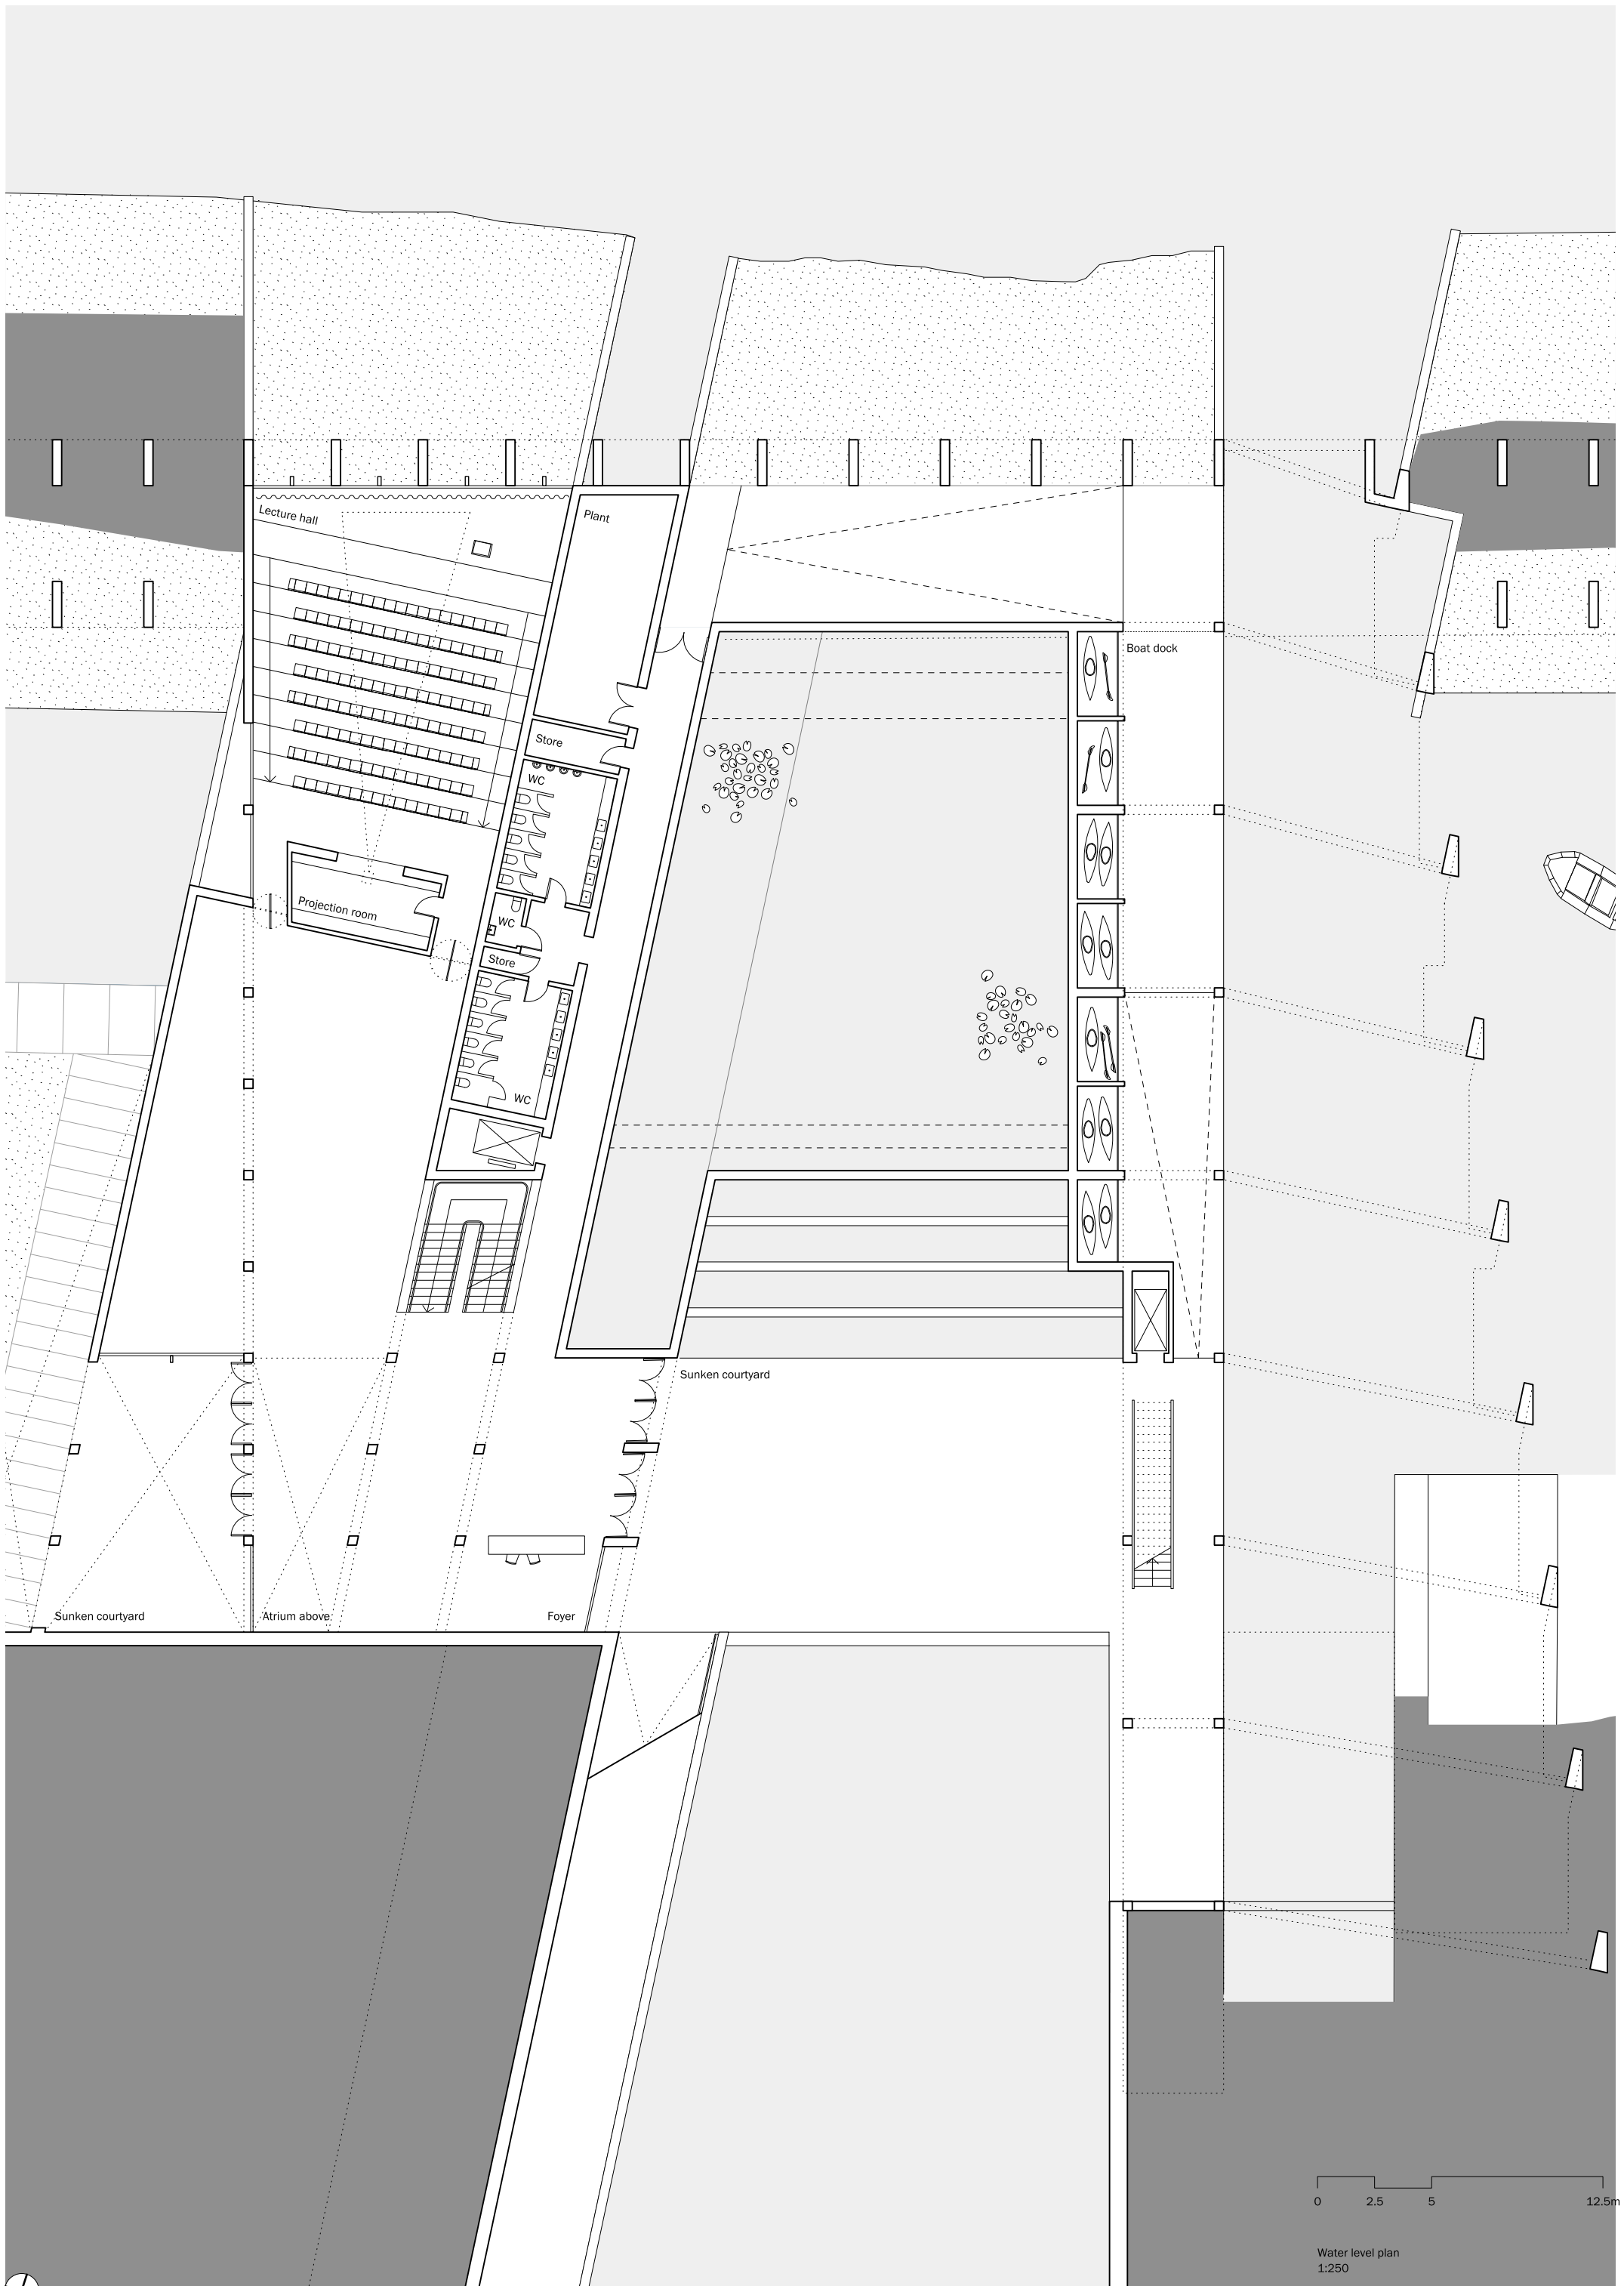 Lecture hall
Plant
Boat dock
Store
WC
Projection room
WC
Store
WC
Sunken courtyard
Sunken courtyard
Atrium above
Foyer
0 2.5 5 12.5m
Water level plan
1:250